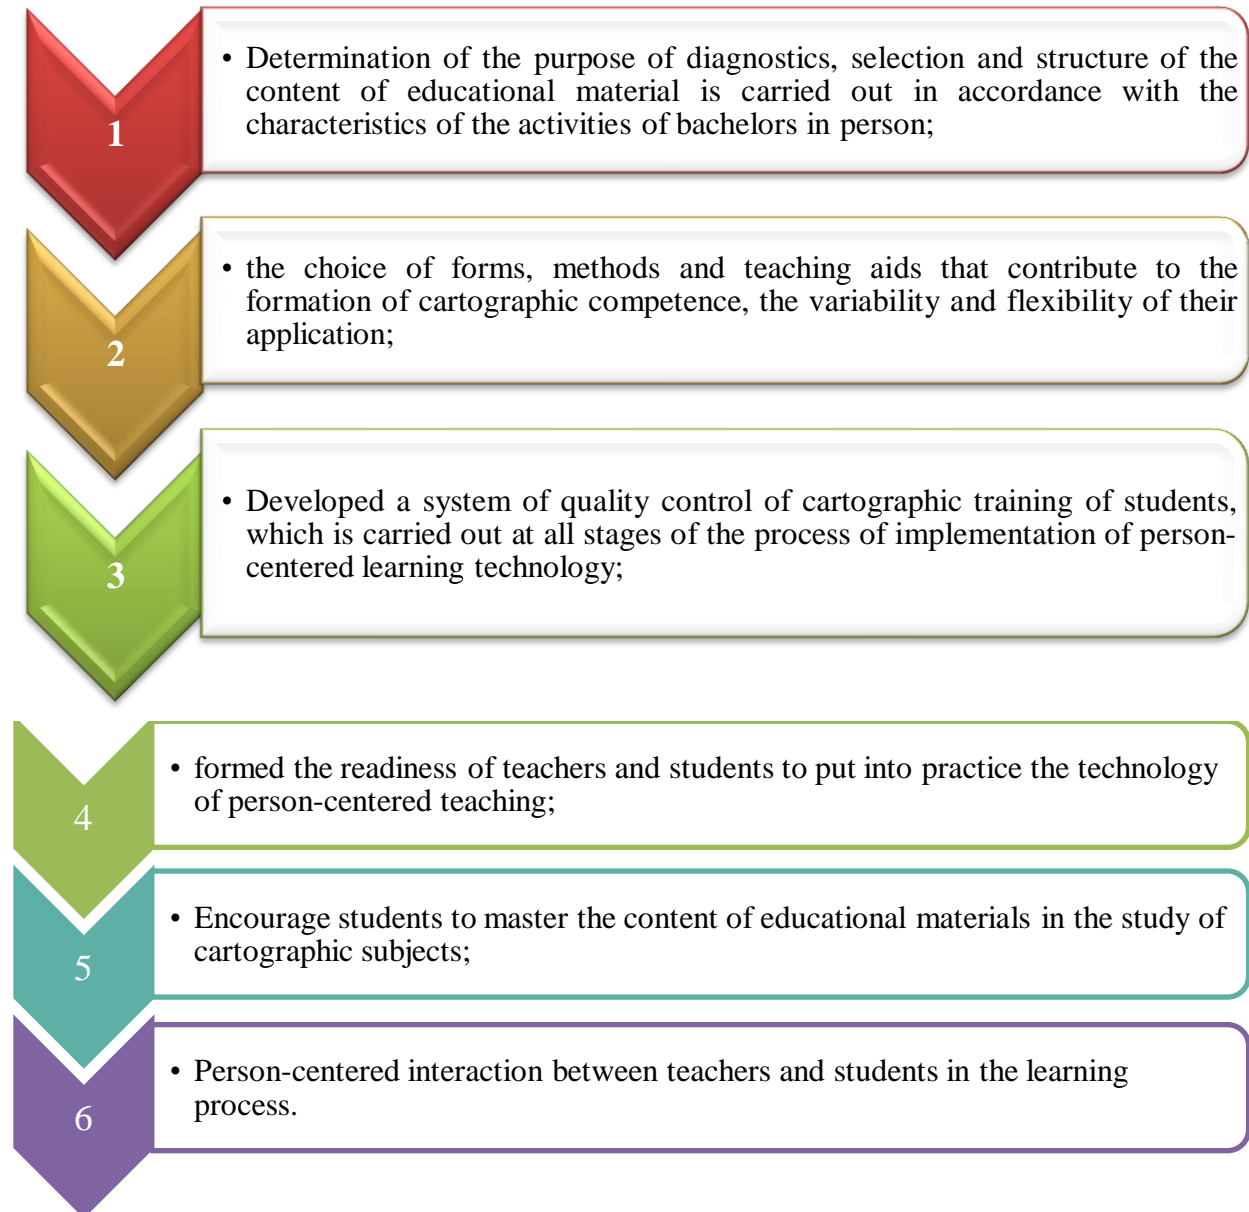 1
• Determination of the purpose of diagnostics, selection and structure of the
content of educational material is carried out in accordance with the
characteristics of the activities of bachelors in person;
2
• the choice of forms, methods and teaching aids that contribute to the
formation of cartographic competence, the variability and flexibility of their
application;
3
• Developed a system of quality control of cartographic training of students,
which is carried out at all stages of the process of implementation of person-
centered learning technology;
4
• formed the readiness of teachers and students to put into practice the technology
of person-centered teaching;
5
• Encourage students to master the content of educational materials in the study of
cartographic subjects;
6
• Person-centered interaction between teachers and students in the learning
process.